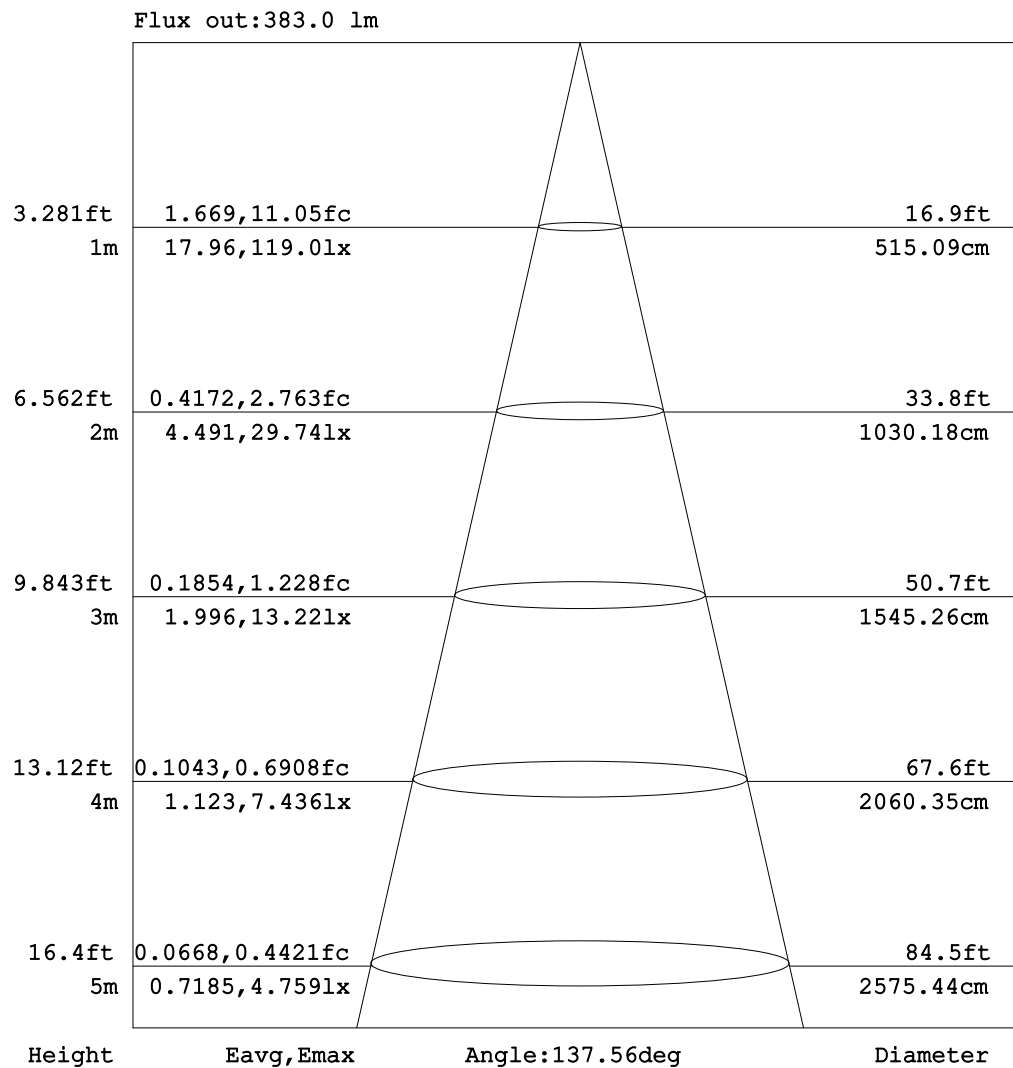 Flux out:383.0 lm
3.281ft 1.669,11.05fc 16.9ft
1m 17.96,119.0lx 515.09cm
6.562ft 0.4172,2.763fc 33.8ft
2m 4.491,29.74lx 1030.18cm
9.843ft 0.1854,1.228fc 50.7ft
3m 1.996,13.22lx 1545.26cm
13.12ft 0.1043,0.6908fc 67.6ft
4m 1.123,7.436lx 2060.35cm
16.4ft 0.0668,0.4421fc 84.5ft
5m 0.7185,4.759lx 2575.44cm
Height Eavg,Emax Angle:137.56deg Diameter